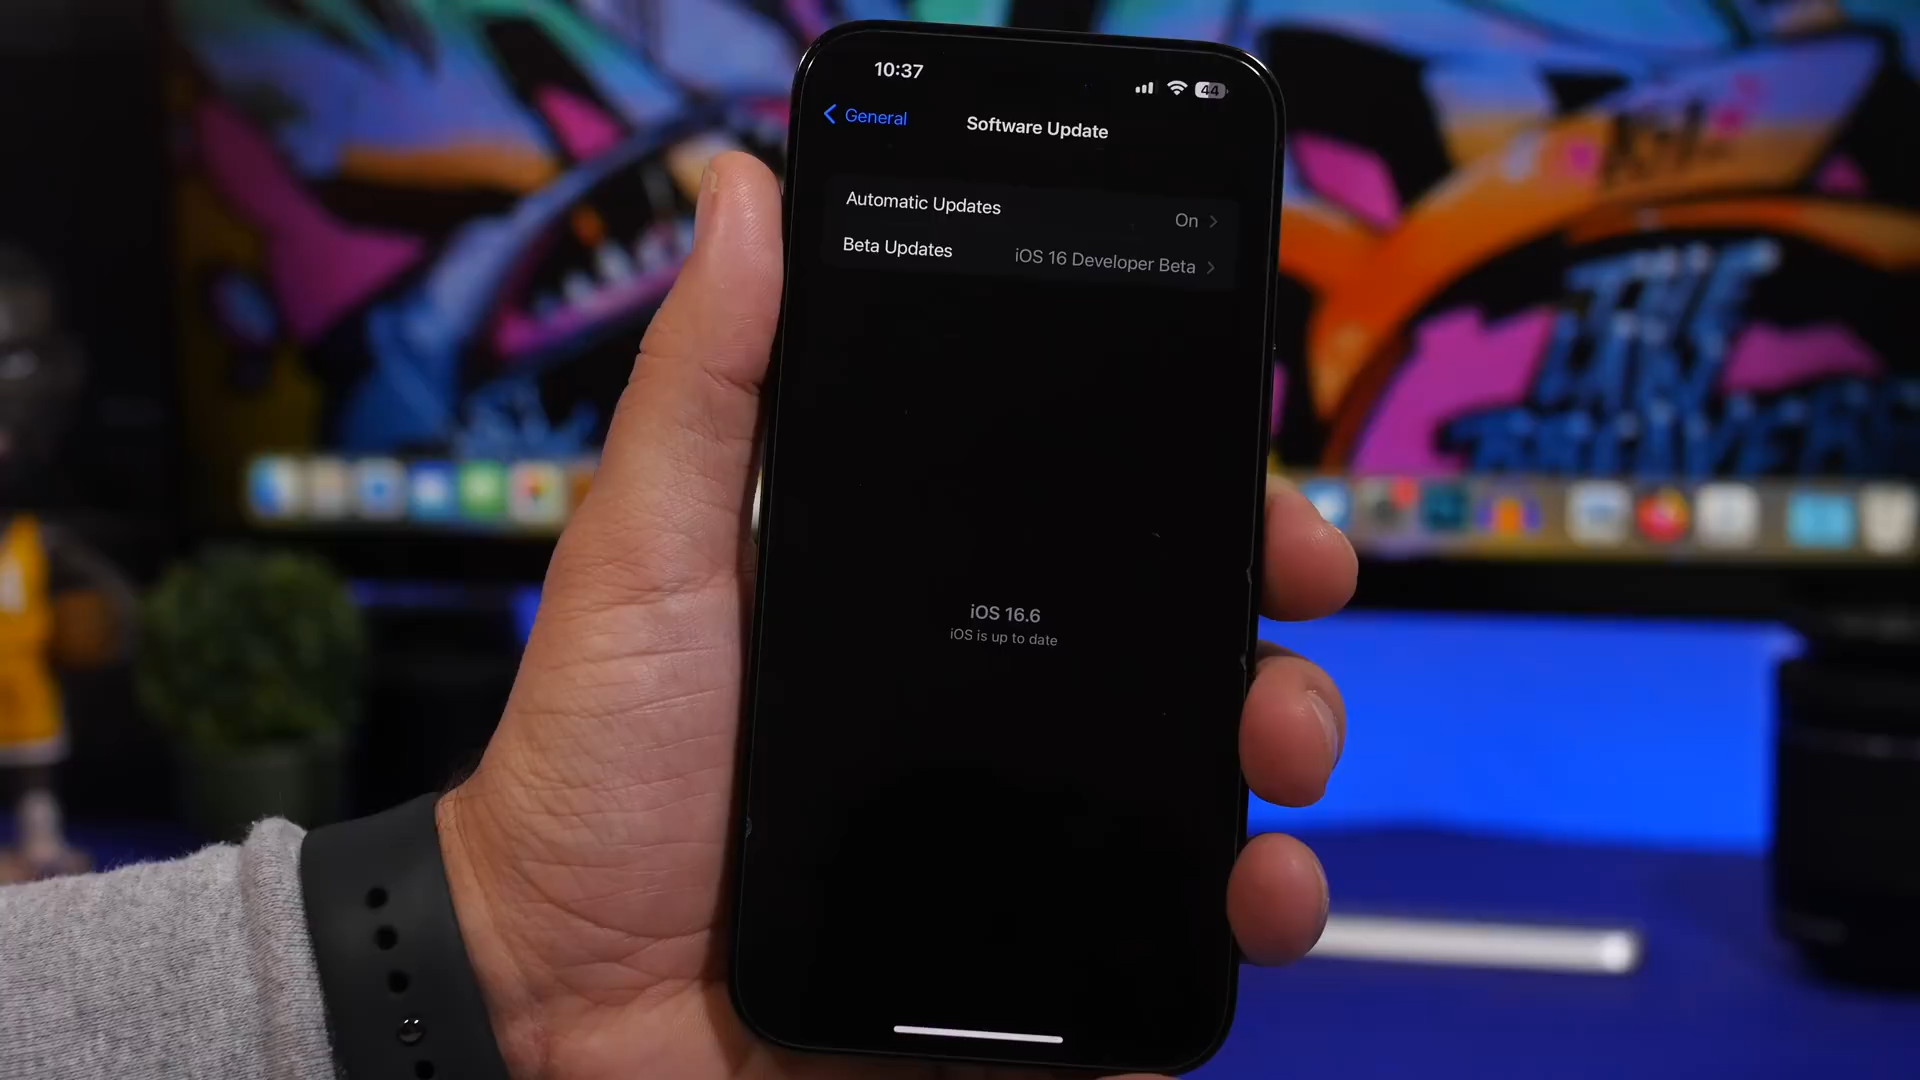 10:37
44
General
Software Update
Automatic Updates
On
Beta Updates
iOS 16 Developer Beta
iOS 16.6
iOS is up to date
THE